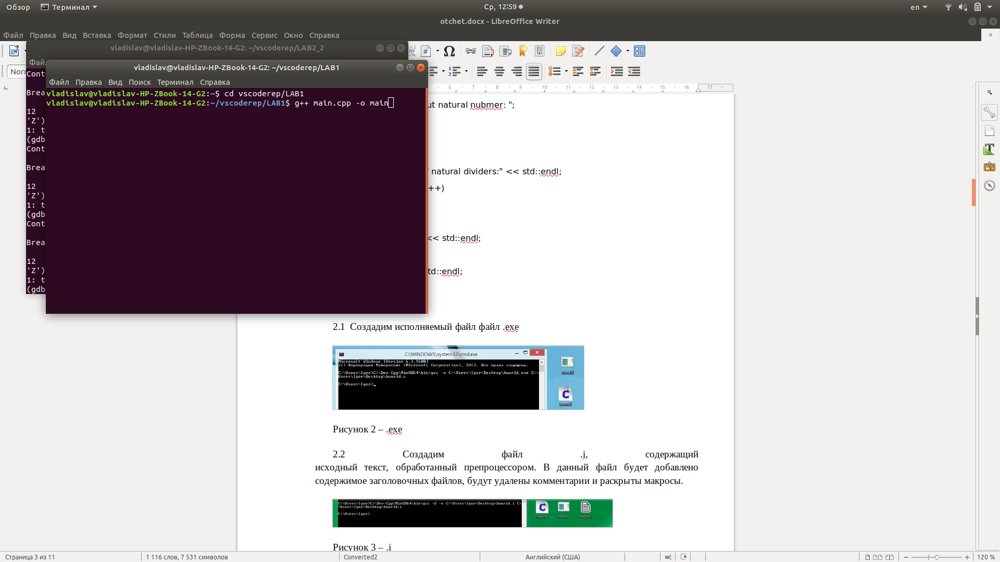 Обзор Терминал Ср, 12:59 en
otchet.docx - LibreOffice Writer
Файл Правка Вид Вставка Формат Стили Таблица Форма Сервис Окно Справка
vladislav@vladislav-HP-ZBook-14-G2: ~/vscoderep/LAB2_2
vladislav@vladislav-HP-ZBook-14-G2: ~/vscoderep/LAB1
Файл Правка Вид Поиск Терминал Справка
vladislav@vladislav-HP-ZBook-14-G2:~$ cd vscoderep/LAB1
vladislav@vladislav-HP-ZBook-14-G2:~/vscoderep/LAB1$ g++ main.cpp -o main
Cont
Brea
12
'Z')
1: t
(gdb
Cont
Brea
12
'Z')
1: t
(gdb
Cont
Brea
12
'Z')
1: t
(gdb
6 7 8 9 10 11 12 13 14 15 16 17
ut natural nubmer: ";
natural dividers:" << std::endl;
++)
<< std::endl;
td::endl;
2.1 Создадим исполняемый файл файл .exe
C:\WINDOWS\system32\cmd.exe
Microsoft Windows [Version 6.3.9600]
(c) Корпорация Майкрософт (Microsoft Corporation), 2013. Все права защищены.
C:\Users\Igor>C:\Dev-Cpp\MinGW64\bin\gcc -o C:\Users\Igor\Desktop\hworld.exe C:\
Users\Igor\Desktop\hworld.c
C:\Users\Igor>_
hworld
hworld
Рисунок 2 – .exe
2.2 Создадим файл .i, содержащий
исходный текст, обработанный препроцессором. В данный файл будет добавлено
содержимое заголовочных файлов, будут удалены комментарии и раскрыты макросы.
C:\Users\Igor>C:\Dev-Cpp\MinGW64\bin\gcc -E -o C:\Users\Igor\Desktop\hworld.i C:
\Users\Igor\Desktop\hworld.c
C:\Users\Igor>
hworld hworld hworld.i
Рисунок 3 – .i
Страница 3 из 11 1 116 слов, 7 531 символов Converted2 Английский (США) 120 %